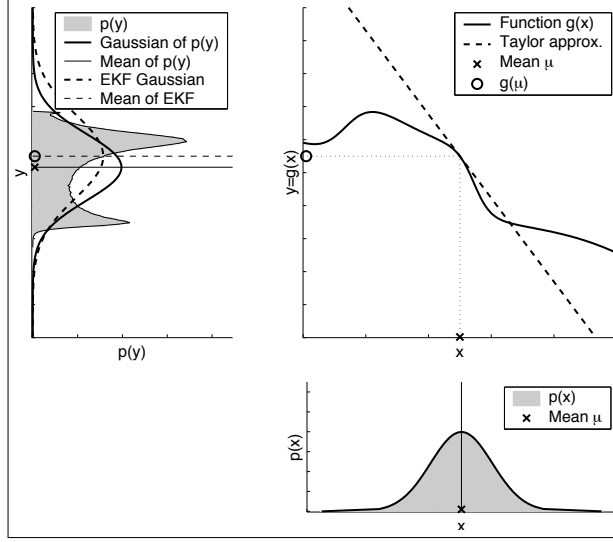 p(y)
Gaussian of p(y)
Mean of p(y)
EKF Gaussian
Mean of EKF
y
p(y)
Function g(x)
Taylor approx.
Mean μ
g(μ)
y=g(x)
x
p(x)
Mean μ
p(x)
x